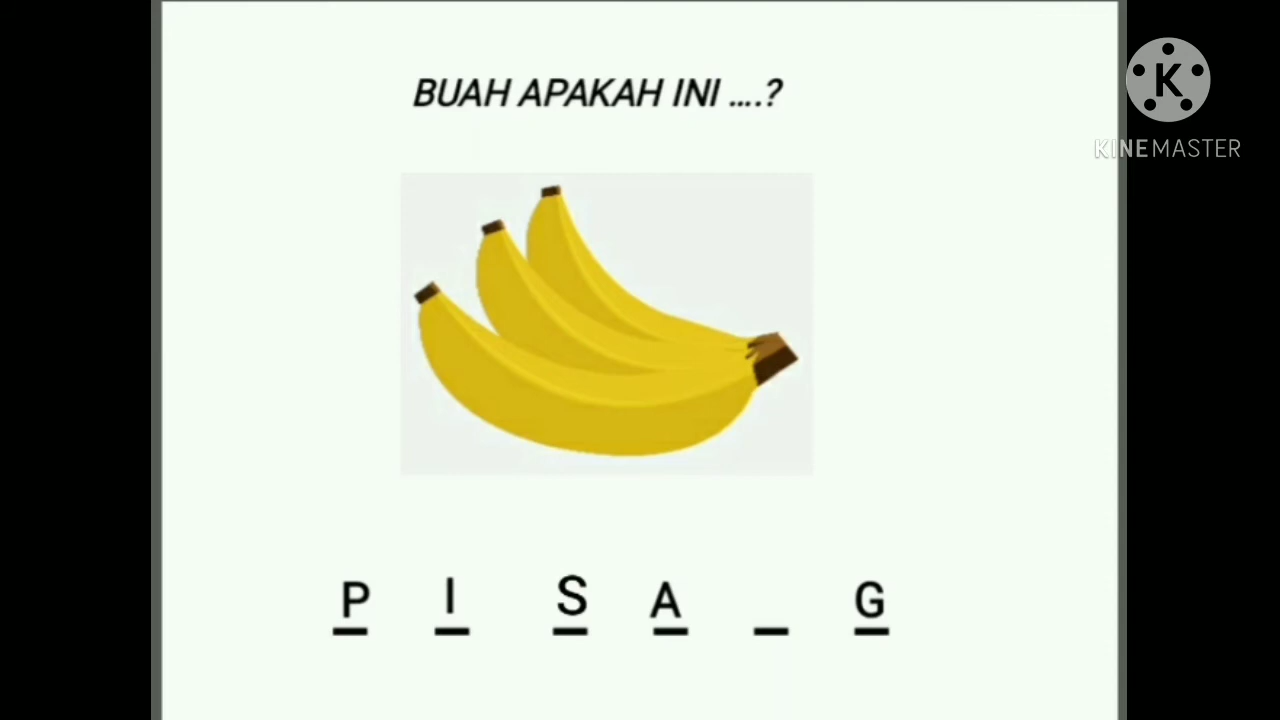 BUAH APAKAH INI ....?
K
KINEMASTER
P I S A _ G